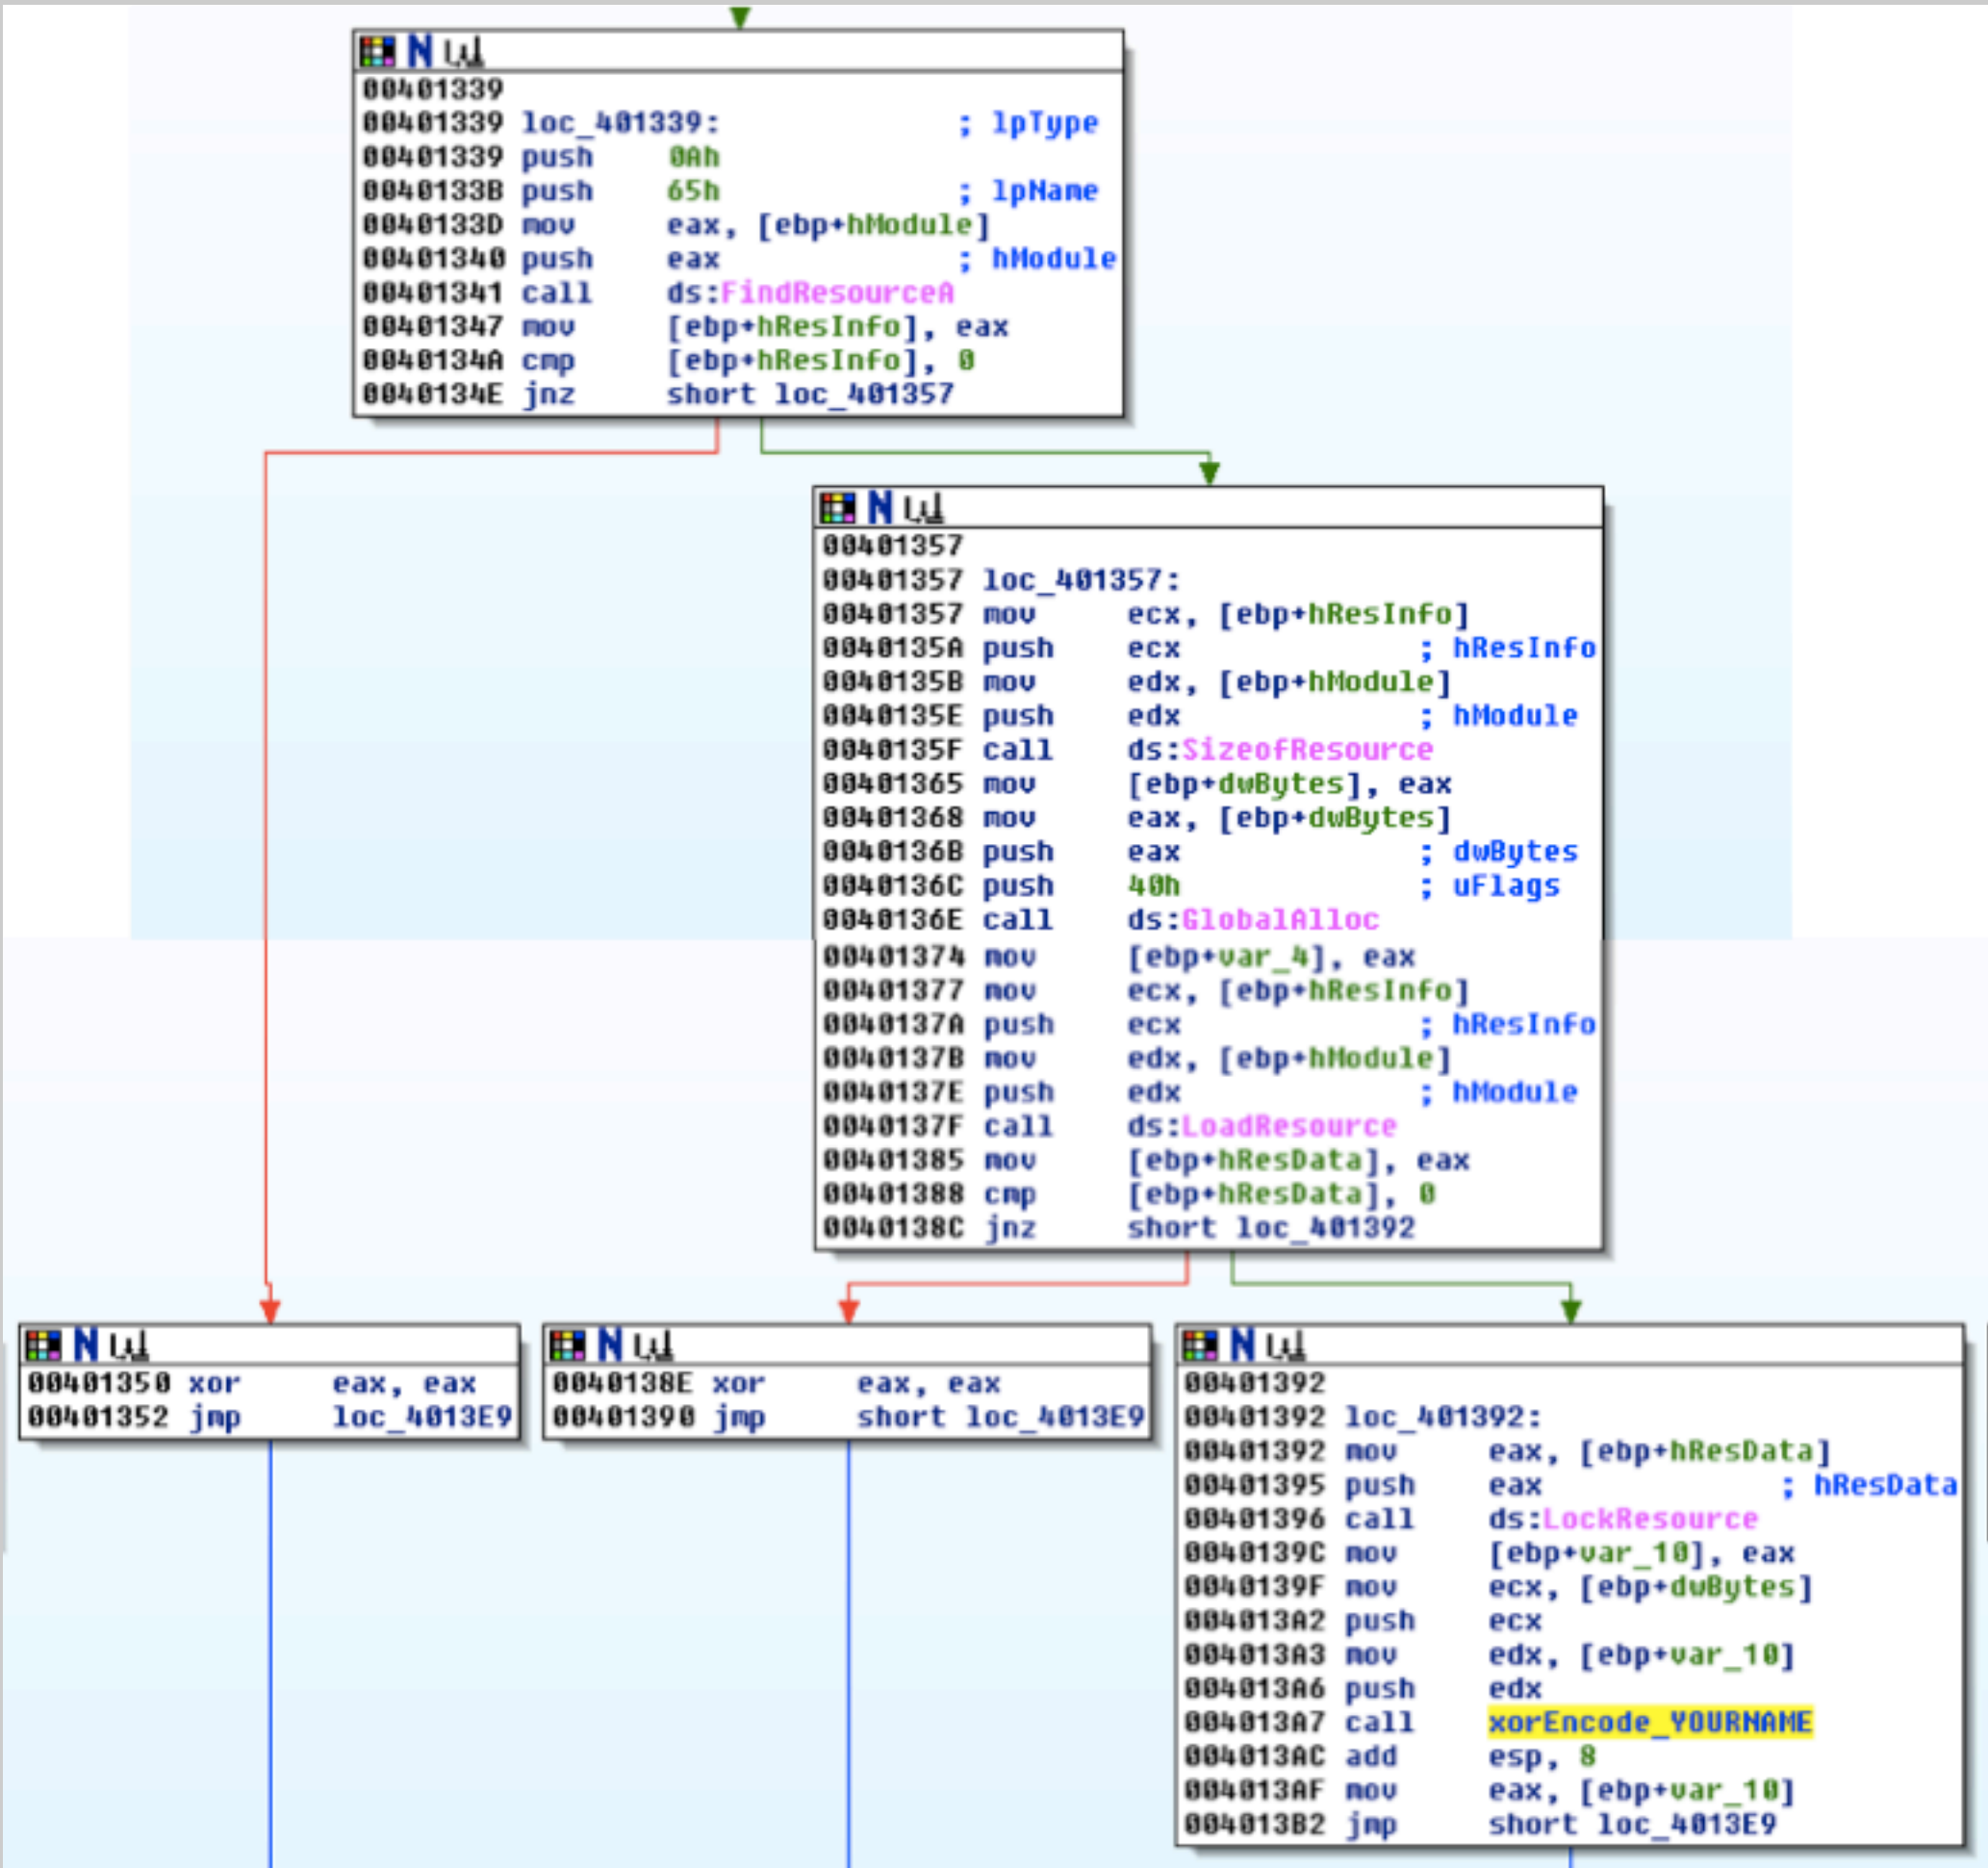 00401339
00401339 loc_401339: ; lpType
00401339 push 0Ah
0040133B push 65h ; lpName
0040133D mov eax, [ebp+hModule]
00401340 push eax ; hModule
00401341 call ds:FindResourceA
00401347 mov [ebp+hResInfo], eax
0040134A cmp [ebp+hResInfo], 0
0040134E jnz short loc_401357
00401357
00401357 loc_401357:
00401357 mov ecx, [ebp+hResInfo]
0040135A push ecx ; hResInfo
0040135B mov edx, [ebp+hModule]
0040135E push edx ; hModule
0040135F call ds:SizeofResource
00401365 mov [ebp+dwBytes], eax
00401368 mov eax, [ebp+dwBytes]
0040136B push eax ; dwBytes
0040136C push 40h ; uFlags
0040136E call ds:GlobalAlloc
00401374 mov [ebp+var_4], eax
00401377 mov ecx, [ebp+hResInfo]
0040137A push ecx ; hResInfo
0040137B mov edx, [ebp+hModule]
0040137E push edx ; hModule
0040137F call ds:LoadResource
00401385 mov [ebp+hResData], eax
00401388 cmp [ebp+hResData], 0
0040138C jnz short loc_401392
00401350 xor eax, eax
00401352 jmp loc_4013E9
0040138E xor eax, eax
00401390 jmp short loc_4013E9
00401392
00401392 loc_401392:
00401392 mov eax, [ebp+hResData]
00401395 push eax ; hResData
00401396 call ds:LockResource
0040139C mov [ebp+var_10], eax
0040139F mov ecx, [ebp+dwBytes]
004013A2 push ecx
004013A3 mov edx, [ebp+var_10]
004013A6 push edx
004013A7 call xorEncode_YOURNAME
004013AC add esp, 8
004013AF mov eax, [ebp+var_10]
004013B2 jmp short loc_4013E9